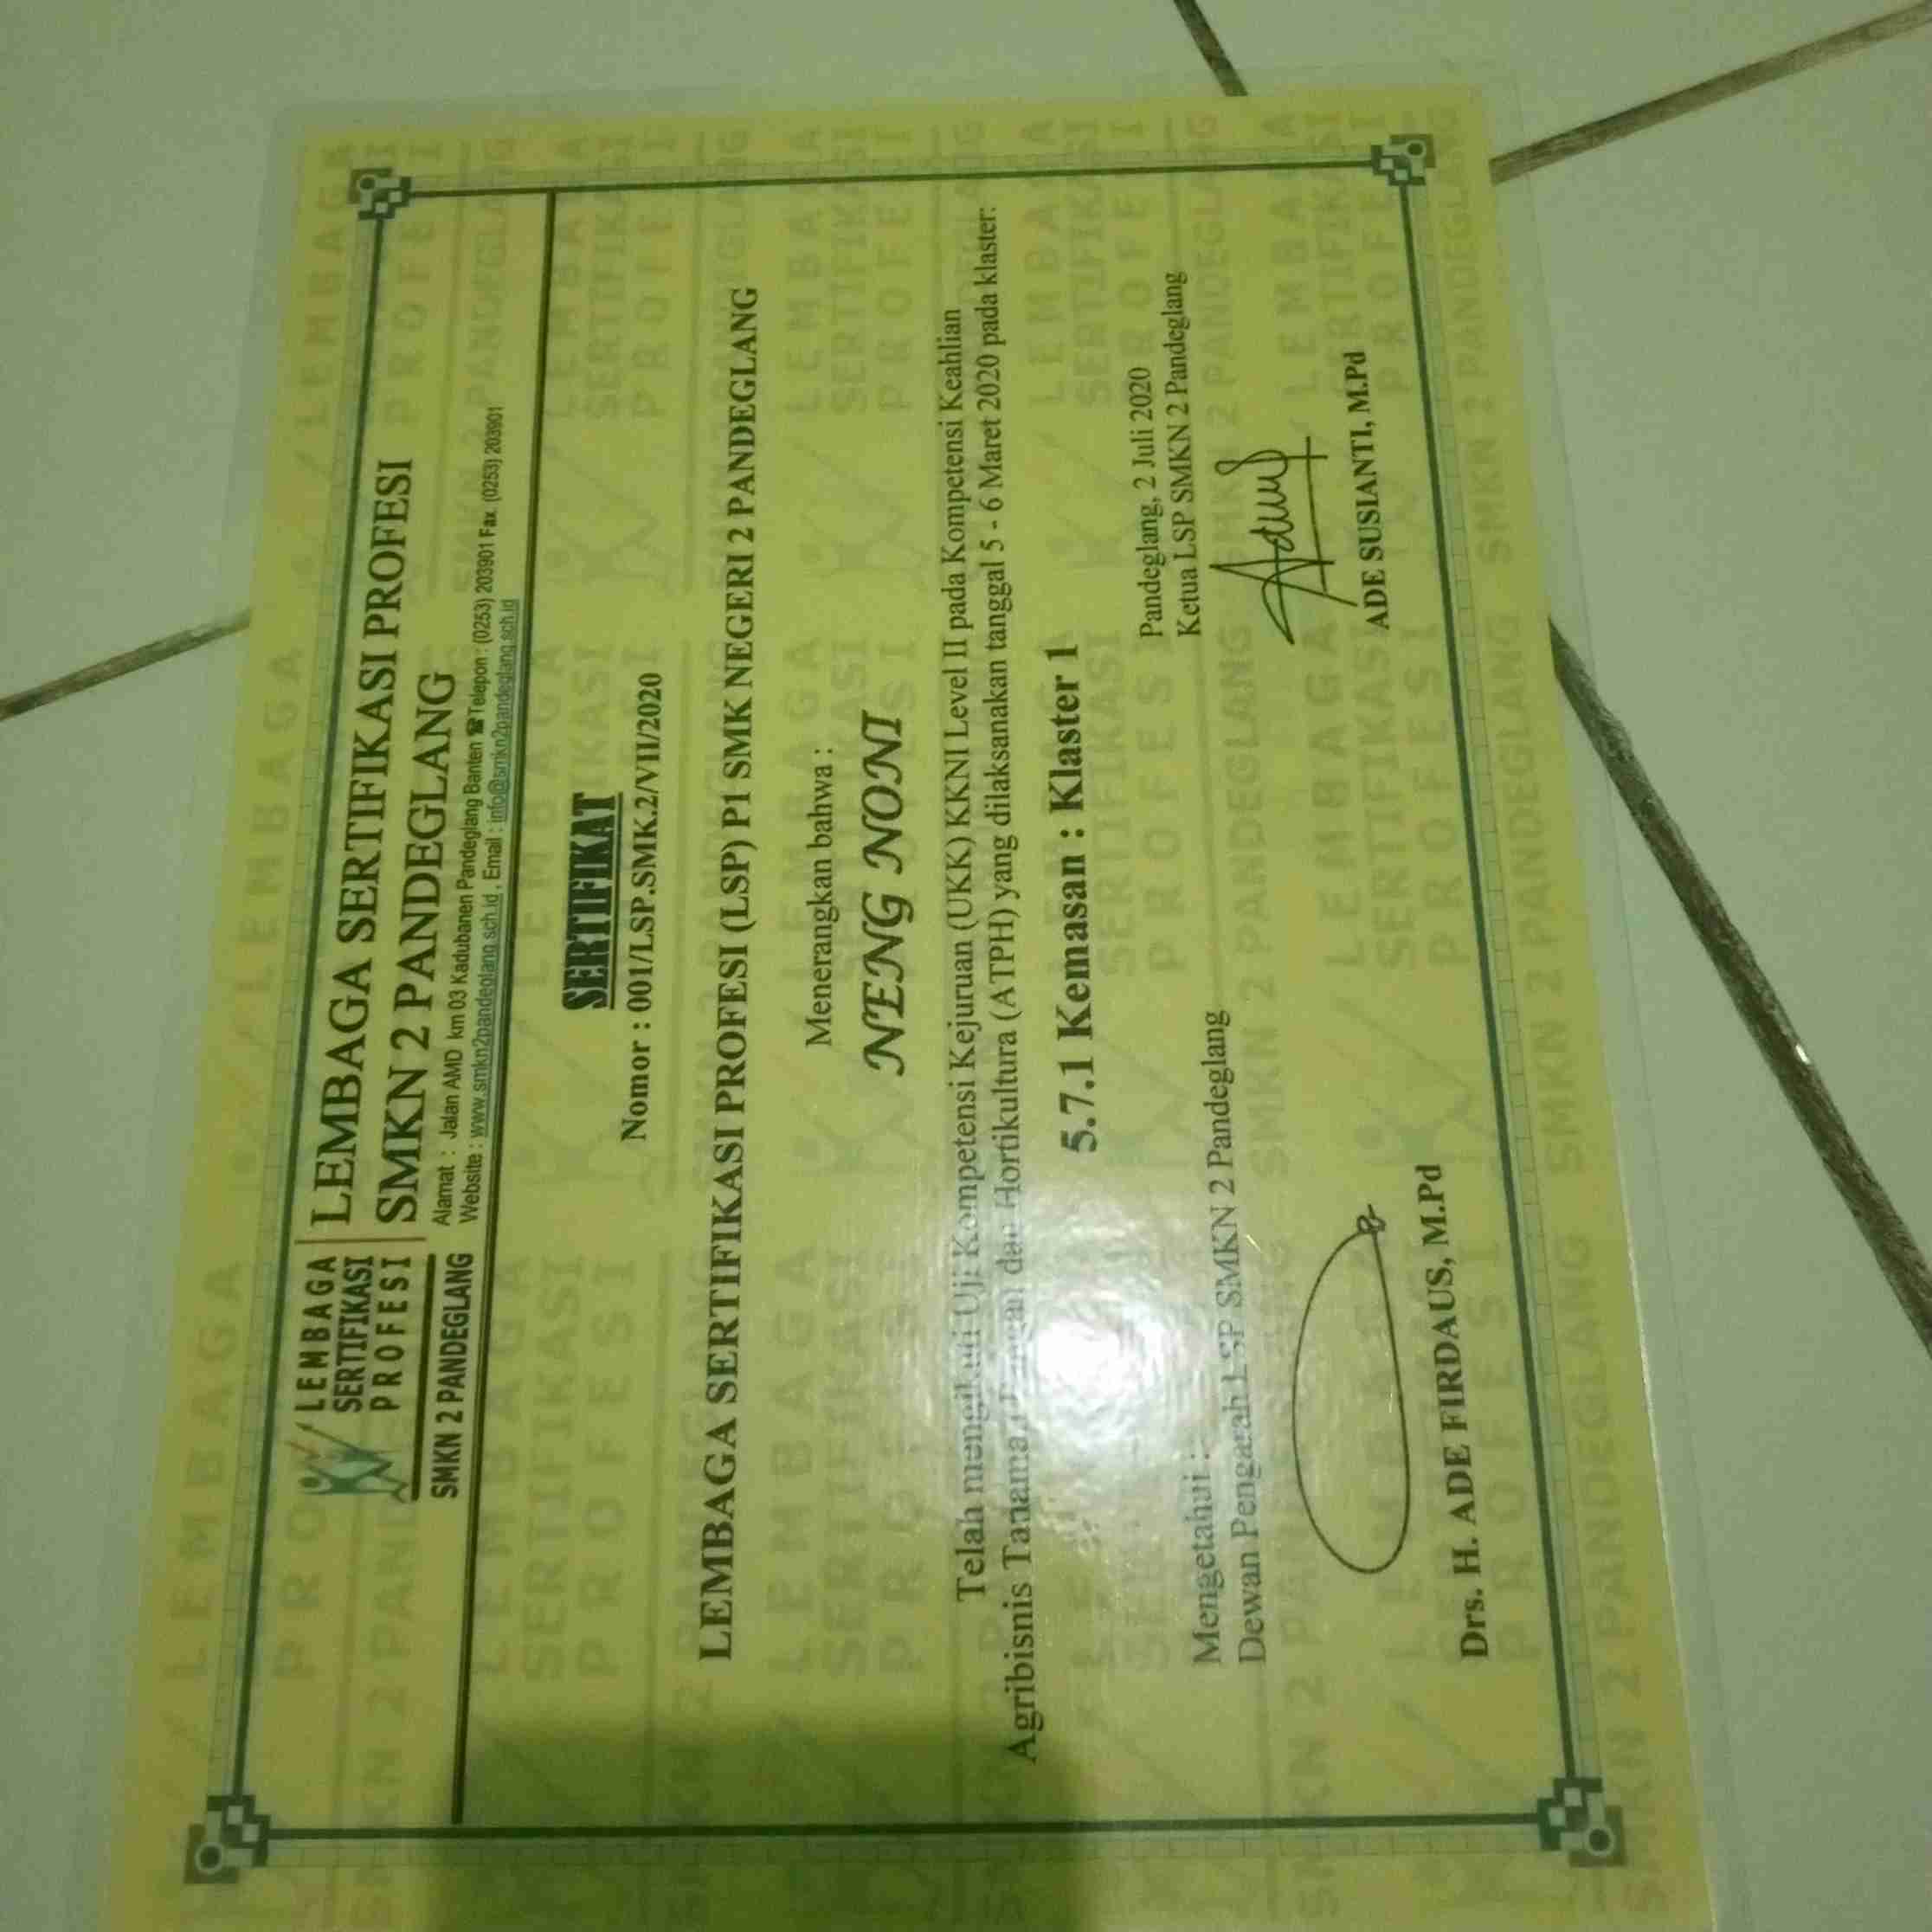 LEMBAGA
SERTIFIKASI
PROFESI
SMKN 2 PANDEGLANG
LEMBAGA SERTIFIKASI PROFESI
SMKN 2 PANDEGLANG
Alamat : Jalan AMD km 03 Kadubanen Pandeglang Banten ☎Telepon : (0253) 203901 Fax. (0253) 203901
Website : www.smkn2pandeglang.sch.id , Email : info@smkn2pandeglang.sch.id
SERTIFIKAT
Nomor : 001/LSP.SMK.2/VII/2020
LEMBAGA SERTIFIKASI PROFESI (LSP) P1 SMK NEGERI 2 PANDEGLANG
Menerangkan bahwa :
NENG NONI
Telah mengikuti Uji Kompetensi Kejuruan (UKK) KKNI Level II pada Kompetensi Keahlian
Agribisnis Tanaman Pangan dan Hortikultura (ATPH) yang dilaksanakan tanggal 5 - 6 Maret 2020 pada klaster:
5.7.1 Kemasan : Klaster 1
Pandeglang, 2 Juli 2020
Ketua LSP SMKN 2 Pandeglang
ADE SUSIANTI, M.Pd
Mengetahui :
Dewan Pengarah LSP SMKN 2 Pandeglang
Drs. H. ADE FIRDAUS, M.Pd